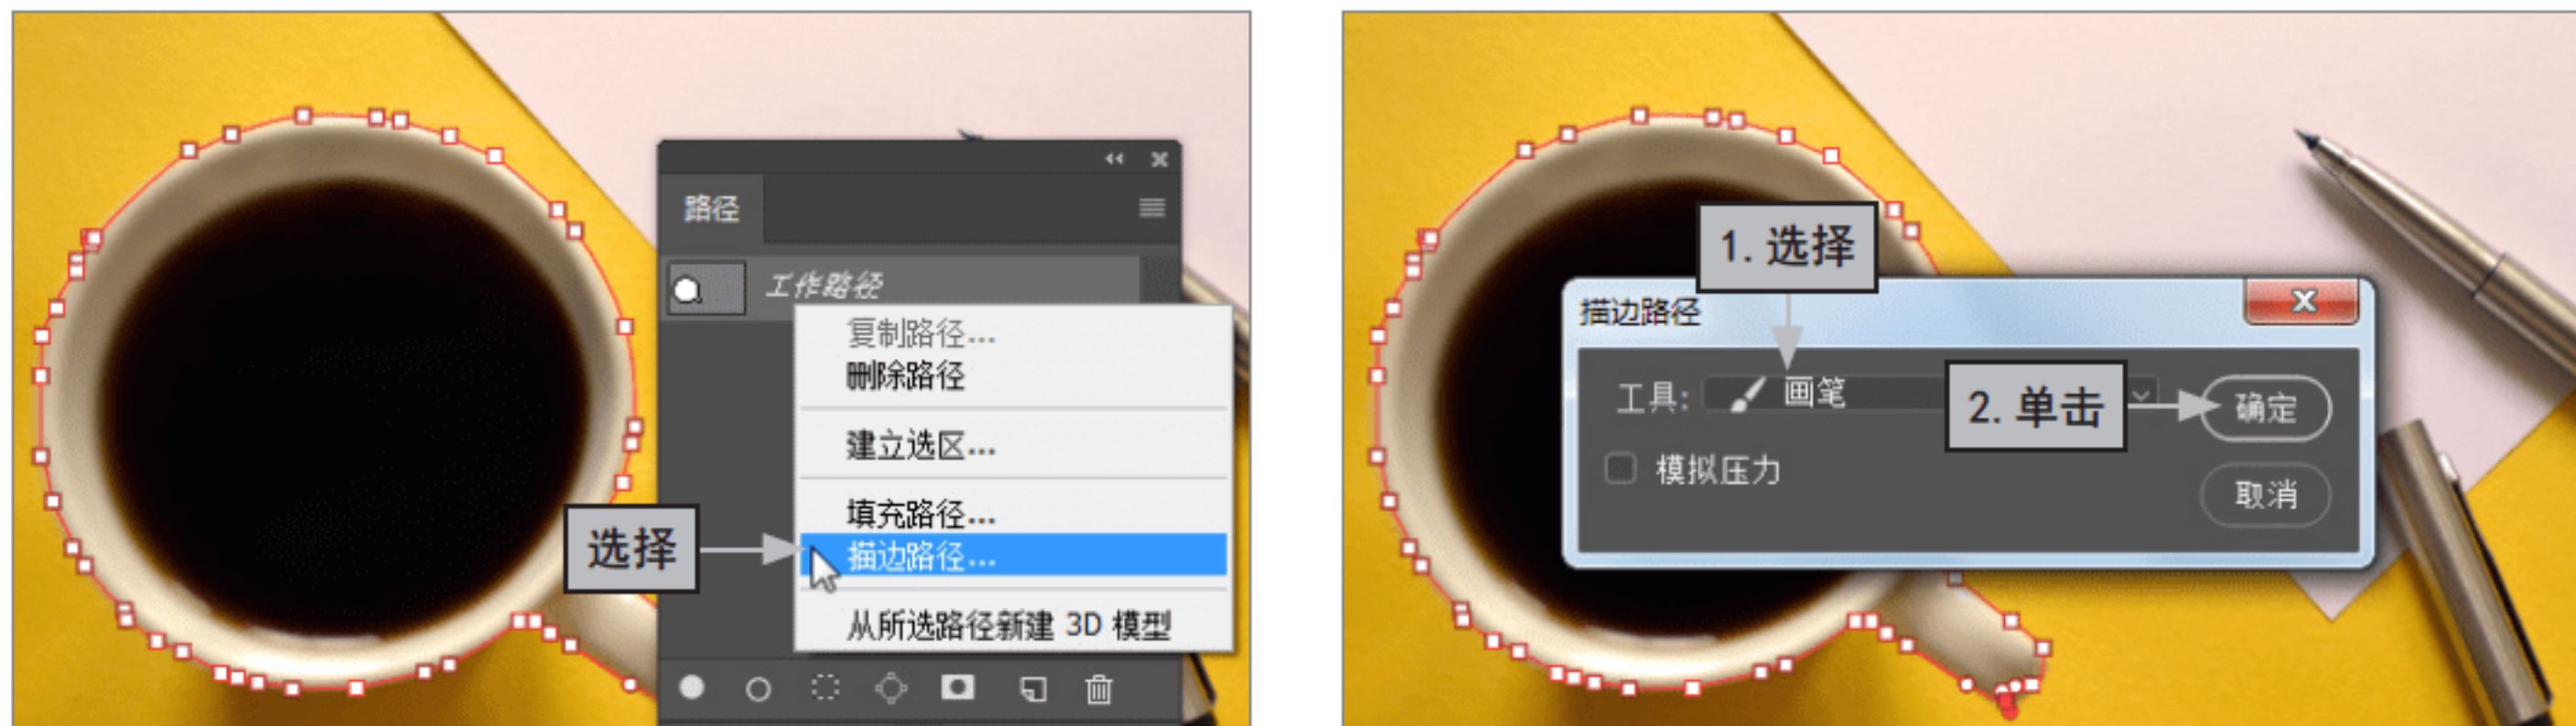 路径
工作路径
复制路径...
删除路径
建立选区...
填充路径...
选择
描边路径...
从所选路径新建 3D 模型
1. 选择
描边路径
工具: 画笔
2. 单击
确定
模拟压力
取消